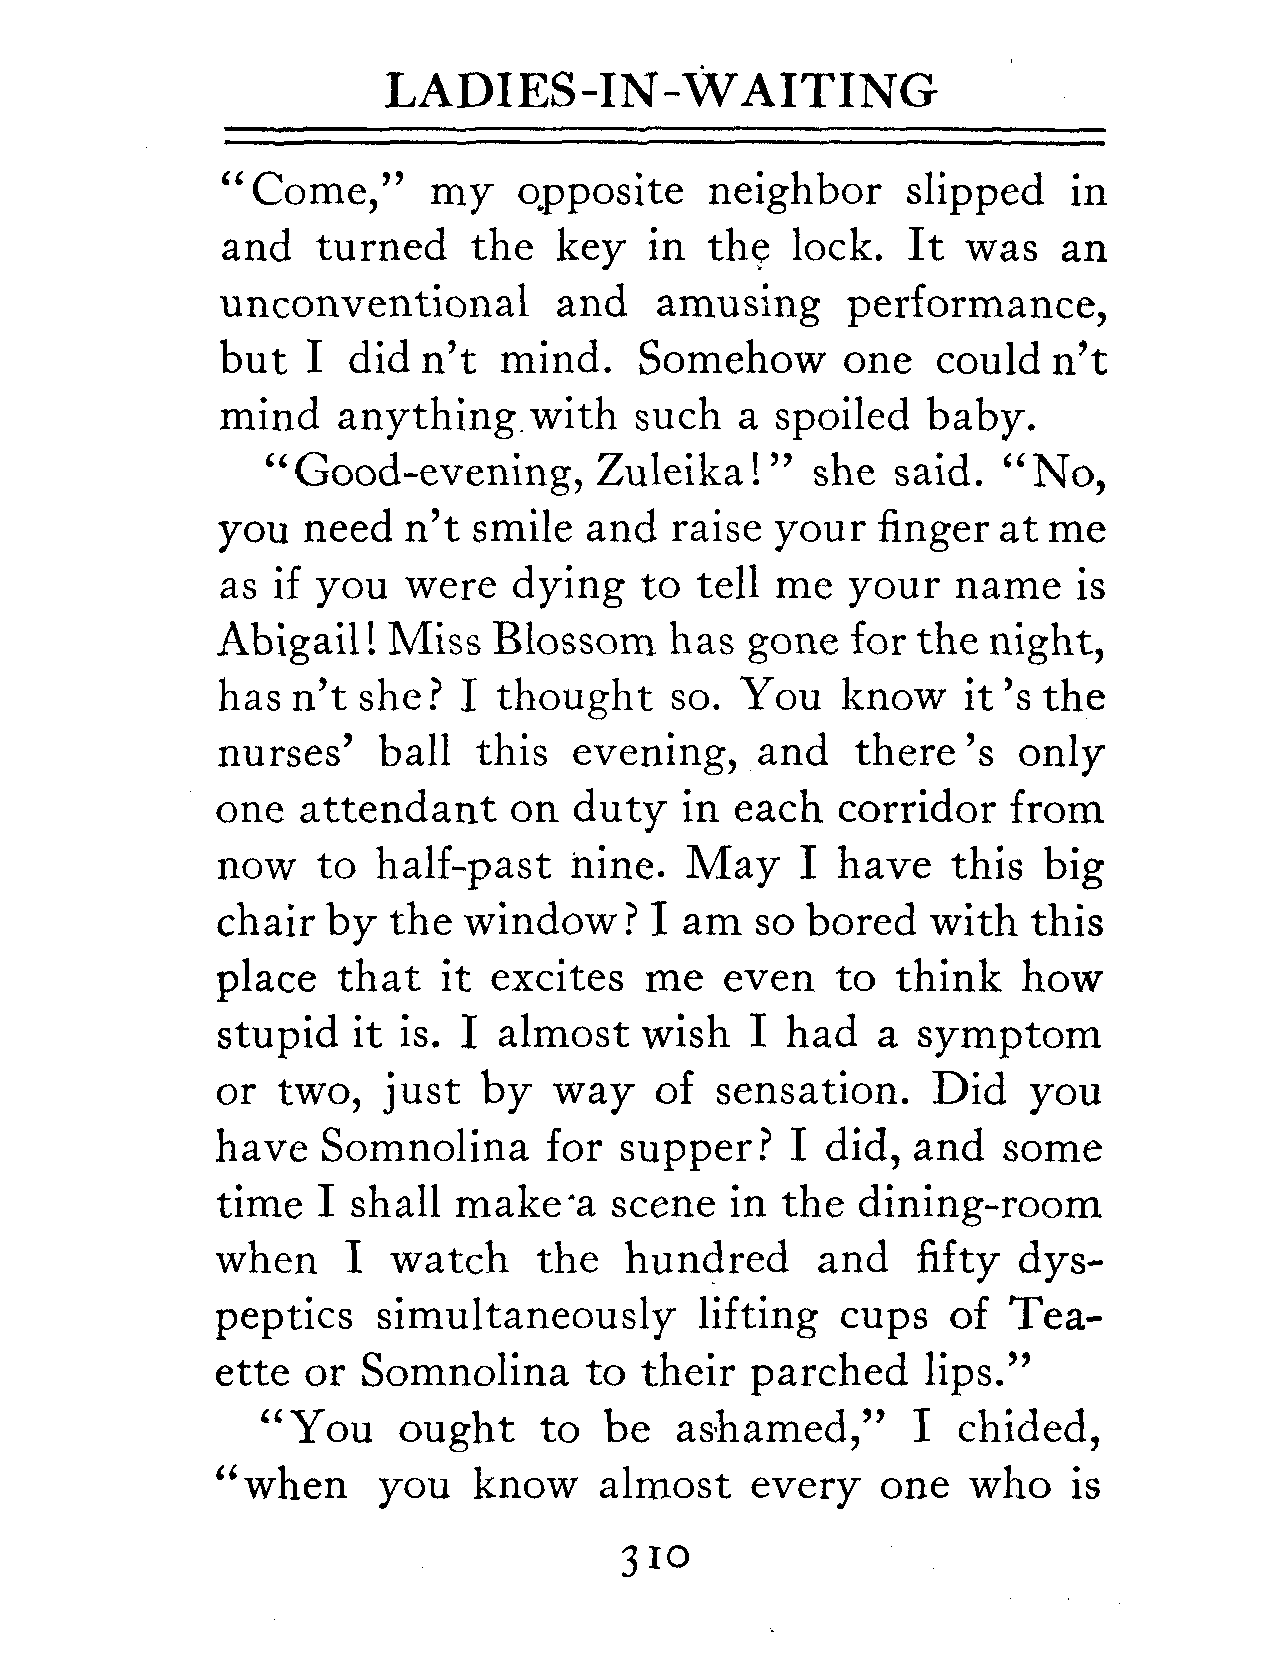 LADIES-IN-WAITING
“Come,” my opposite neighbor slipped in
and turned the key in the lock. It was an
unconventional and amusing performance,
but I did n’t mind. Somehow one could n’t
mind anything with such a spoiled baby.
“Good-evening, Zuleika!” she said. “No,
you need n’t smile and raise your finger at me
as if you were dying to tell me your name is
Abigail! Miss Blossom has gone for the night,
has n’t she? I thought so. You know it ’s the
nurses’ ball this evening, and there ’s only
one attendant on duty in each corridor from
now to half-past nine. May I have this big
chair by the window? I am so bored with this
place that it excites me even to think how
stupid it is. I almost wish I had a symptom
or two, just by way of sensation. Did you
have Somnolina for supper? I did, and some
time I shall make a scene in the dining-room
when I watch the hundred and fifty dys-
peptics simultaneously lifting cups of Tea-
ette or Somnolina to their parched lips.”
“You ought to be ashamed,” I chided,
“when you know almost every one who is
310